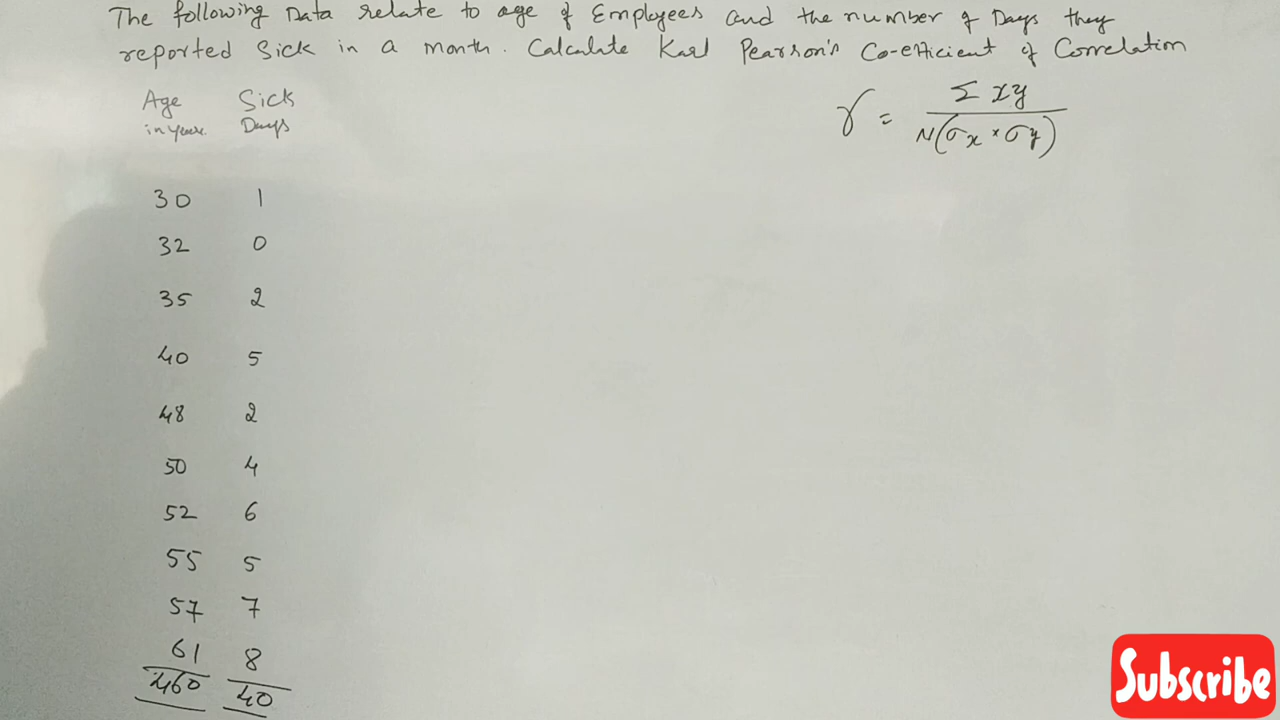 The following Data relate to age of Employees and the number of Days they
reported Sick in a month. Calculate Karl Pearson's Co-efficient of Correlation
Age Sick
in years. Days
r = Σxy / N(σx × σy)
30 1
32 0
35 2
40 5
48 2
50 4
52 6
55 5
57 7
61 8
460 40
Subscribe